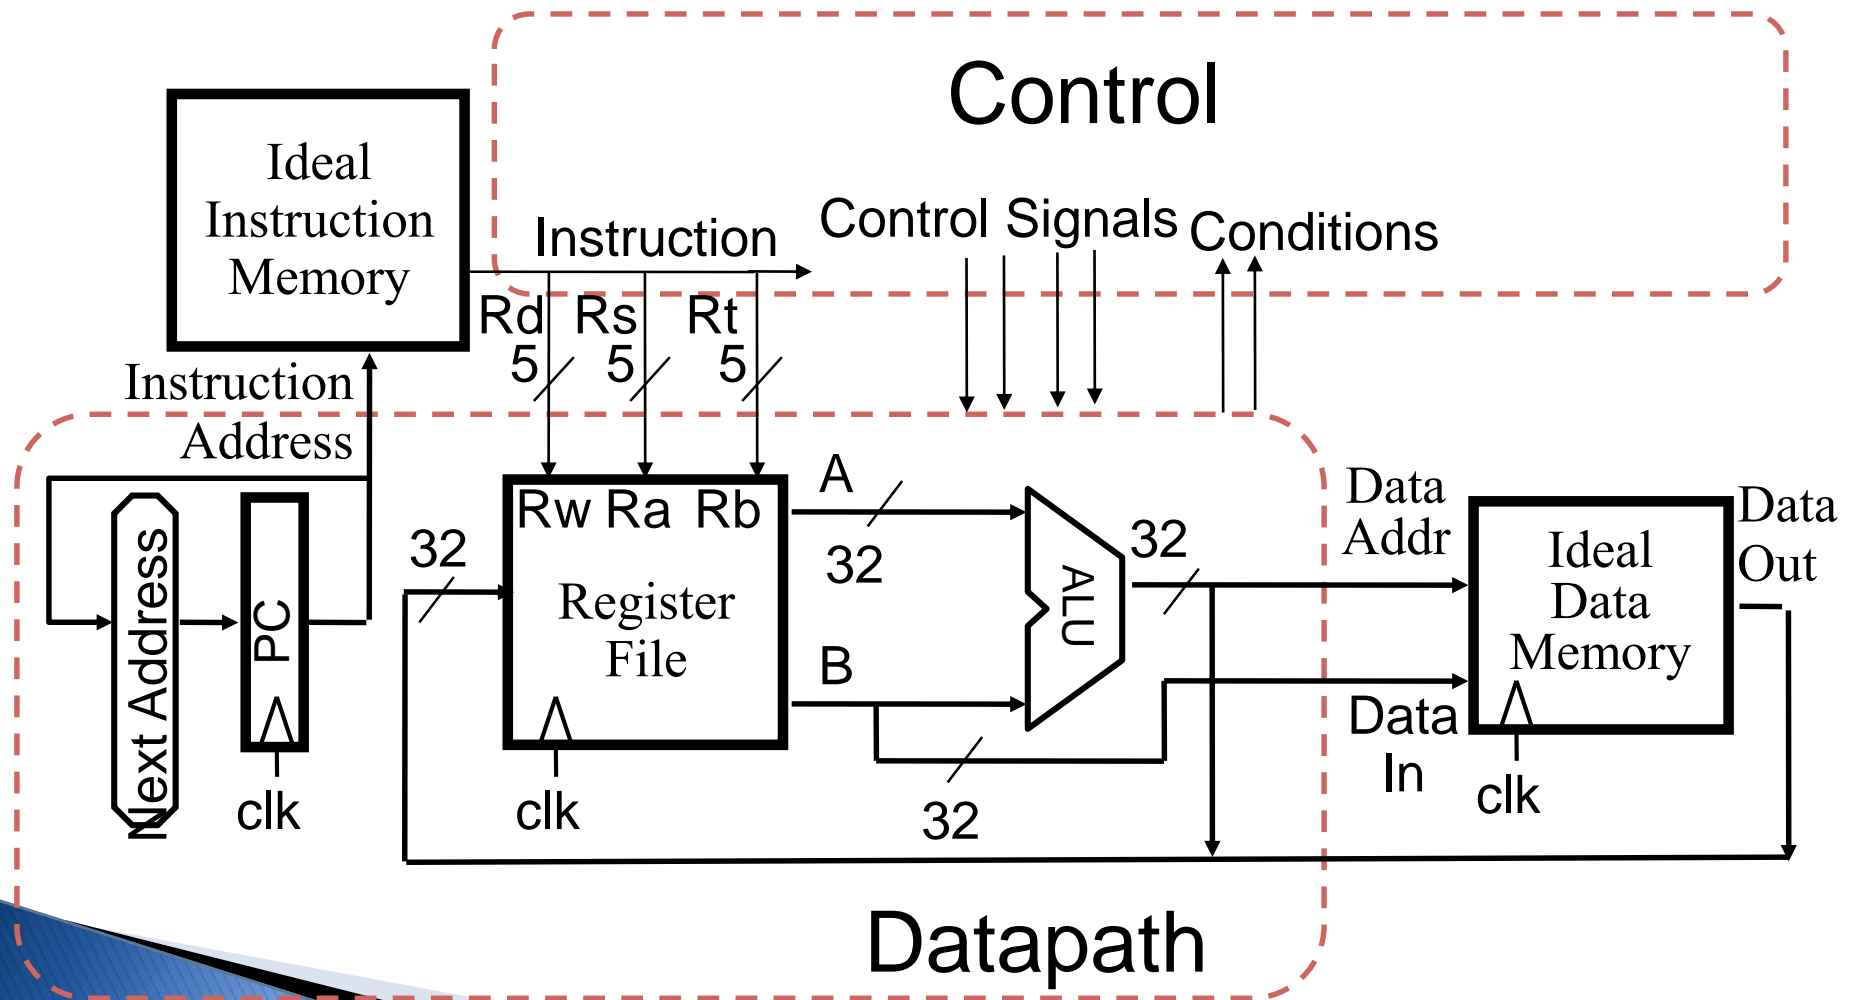 Control
Ideal
Instruction
Memory
Instruction
Control Signals
Conditions
Rd
Rs
Rt
5
5
5
Instruction
Address
Next Address
PC
clk
Rw Ra Rb
32
Register
File
clk
A
32
B
32
ALU
32
Data
Addr
Data
In
Ideal
Data
Memory
clk
Data
Out
Datapath